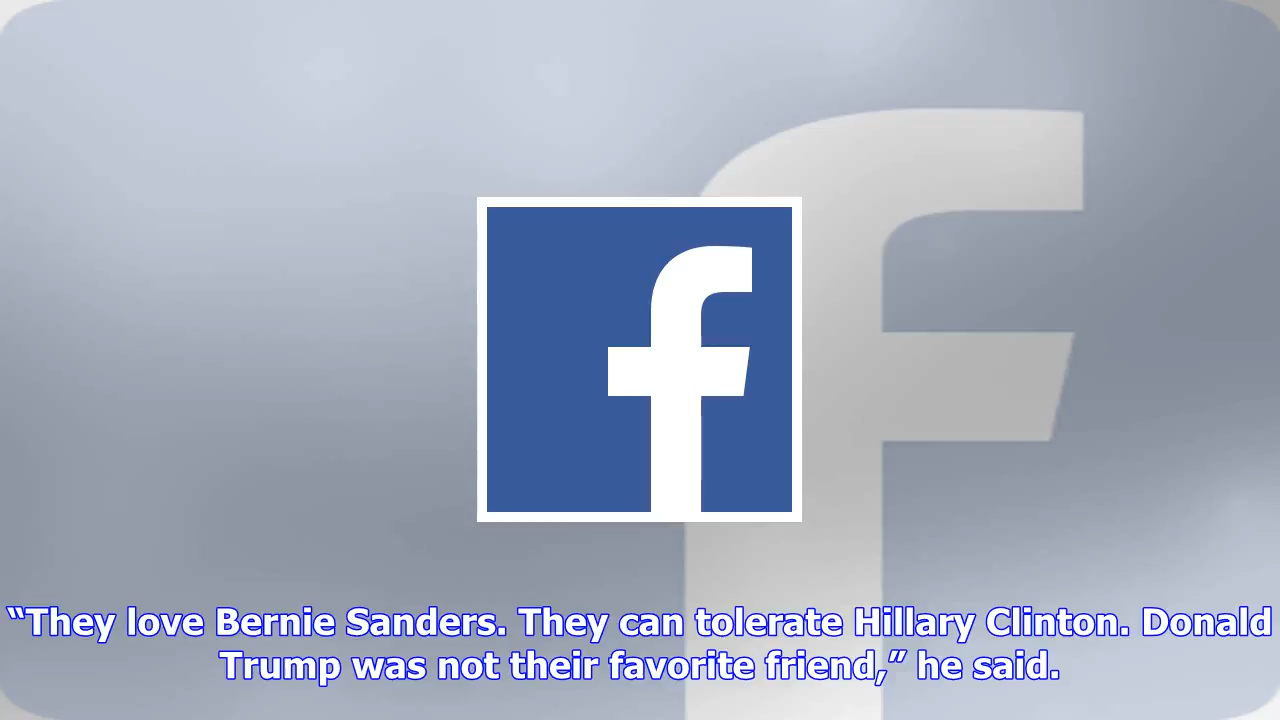 “They love Bernie Sanders. They can tolerate Hillary Clinton. Donald
Trump was not their favorite friend,” he said.